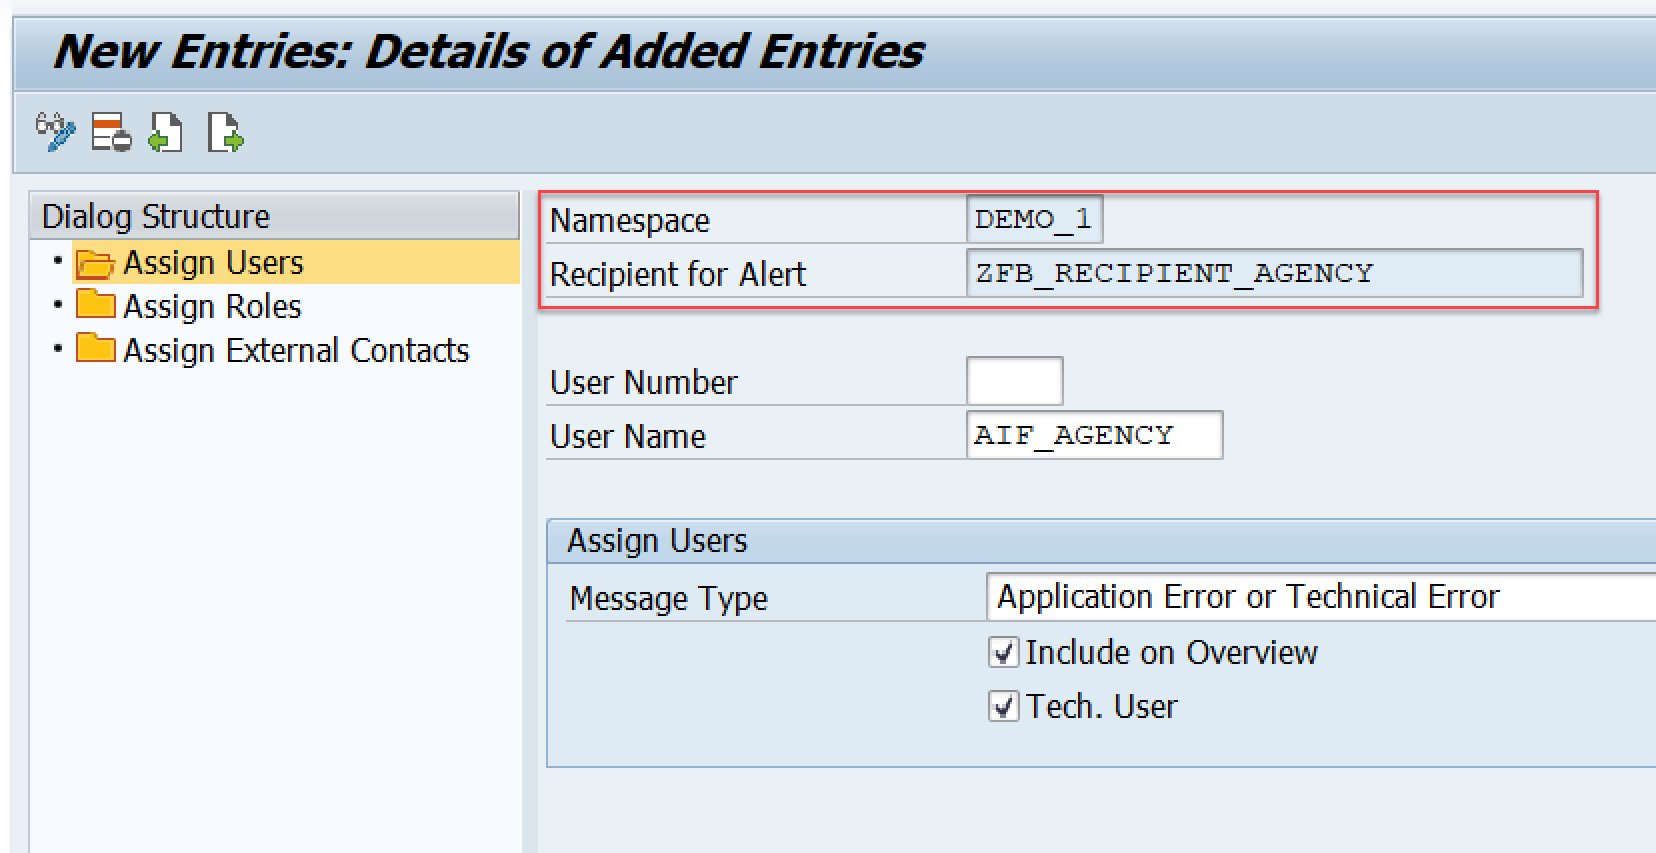 New Entries: Details of Added Entries
Dialog Structure
Assign Users
Assign Roles
Assign External Contacts
Namespace DEMO_1
Recipient for Alert ZFB_RECIPIENT_AGENCY
User Number
User Name AIF_AGENCY
Assign Users
Message Type Application Error or Technical Error
Include on Overview
Tech. User